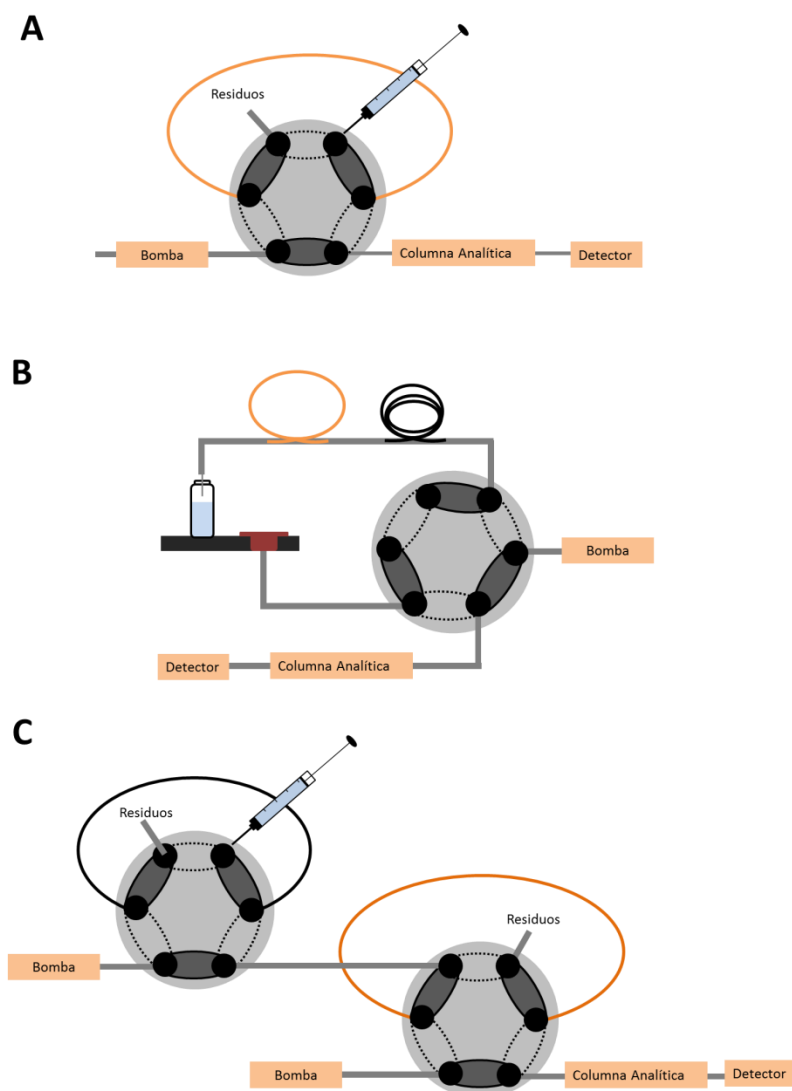 A
Residuos
Bomba
Columna Analítica
Detector
B
Bomba
Detector
Columna Analítica
C
Residuos
Residuos
Bomba
Bomba
Columna Analítica
Detector